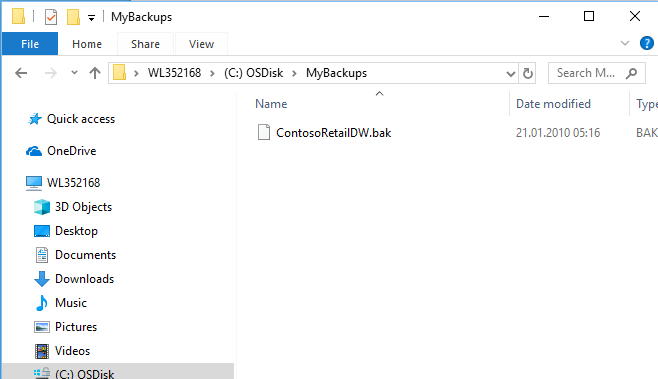 MyBackups
File Home Share View
WL352168 (C:) OSDisk MyBackups Search M...
Name Date modified Type
Quick access
ContosoRetailDW.bak 21.01.2010 05:16 BAK
OneDrive
WL352168
3D Objects
Desktop
Documents
Downloads
Music
Pictures
Videos
(C:) OSDisk